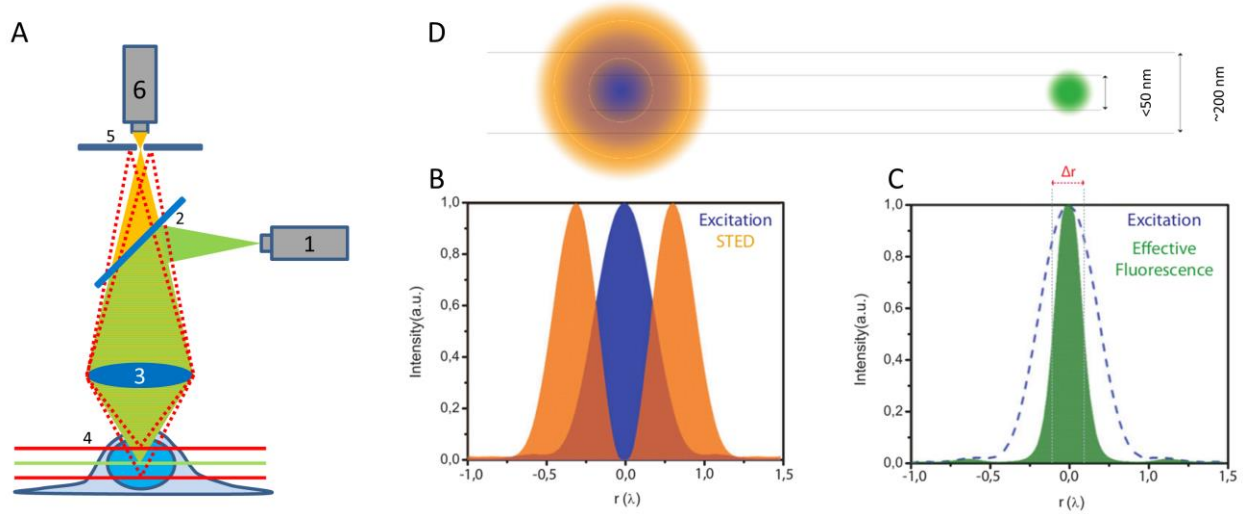 A
6
5
2
1
3
4
D
<50 nm
~200 nm
B
1,0
0,8
0,6
0,4
0,2
0,0
Intensity(a.u.)
Excitation
STED
-1,0
-0,5
0,0
0,5
1,0
1,5
r (λ)
C
Δr
1,0
0,8
0,6
0,4
0,2
0,0
Intensity(a.u.)
Excitation
Effective
Fluorescence
-1,0
-0,5
0,0
1,0
1,5
r (λ)